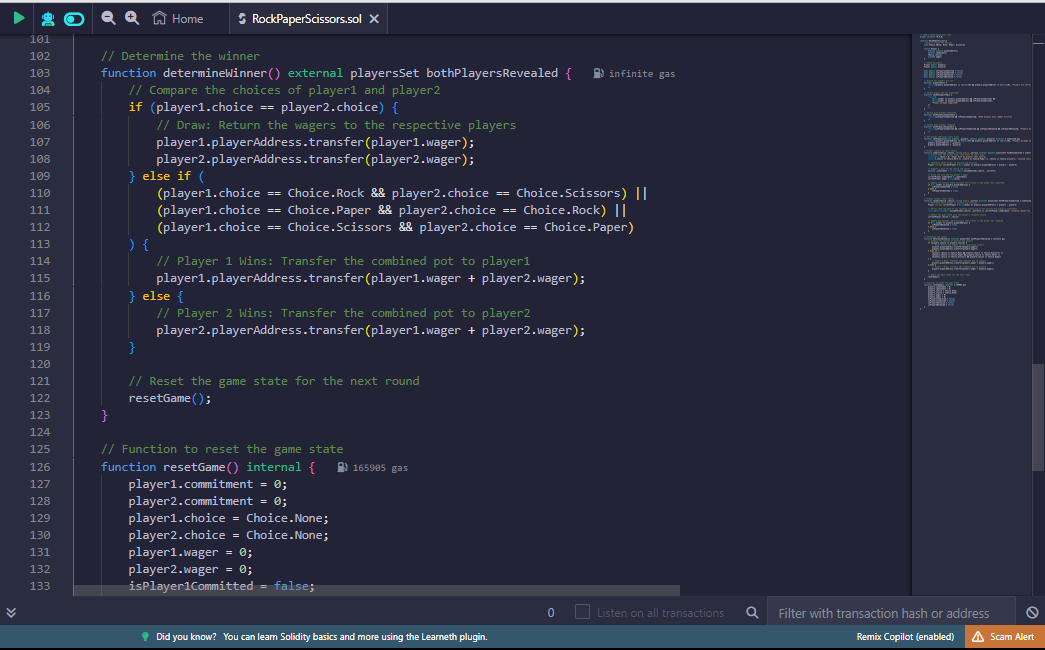 Home
RockPaperScissors.sol
101
102 // Determine the winner
103 function determineWinner() external playersSet bothPlayersRevealed { infinite gas
104 // Compare the choices of player1 and player2
105 if (player1.choice == player2.choice) {
106 // Draw: Return the wagers to the respective players
107 player1.playerAddress.transfer(player1.wager);
108 player2.playerAddress.transfer(player2.wager);
109 } else if (
110 (player1.choice == Choice.Rock && player2.choice == Choice.Scissors) ||
111 (player1.choice == Choice.Paper && player2.choice == Choice.Rock) ||
112 (player1.choice == Choice.Scissors && player2.choice == Choice.Paper)
113 ) {
114 // Player 1 Wins: Transfer the combined pot to player1
115 player1.playerAddress.transfer(player1.wager + player2.wager);
116 } else {
117 // Player 2 Wins: Transfer the combined pot to player2
118 player2.playerAddress.transfer(player1.wager + player2.wager);
119 }
120
121 // Reset the game state for the next round
122 resetGame();
123 }
124
125 // Function to reset the game state
126 function resetGame() internal { 165905 gas
127 player1.commitment = 0;
128 player2.commitment = 0;
129 player1.choice = Choice.None;
130 player2.choice = Choice.None;
131 player1.wager = 0;
132 player2.wager = 0;
133 isPlayer1Committed = false;
0 Listen on all transactions Filter with transaction hash or address
Did you know? You can learn Solidity basics and more using the Learneth plugin. Remix Copilot (enabled) Scam Alert